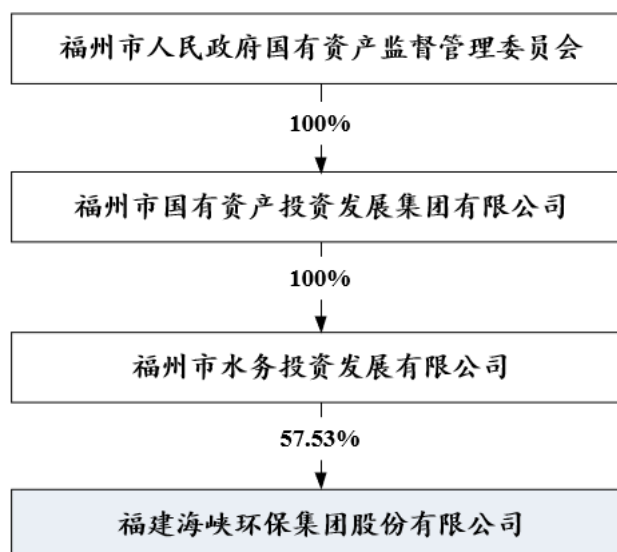 福州市人民政府国有资产监督管理委员会
100%
福州市国有资产投资发展集团有限公司
100%
福州市水务投资发展有限公司
57.53%
福建海峡环保集团股份有限公司